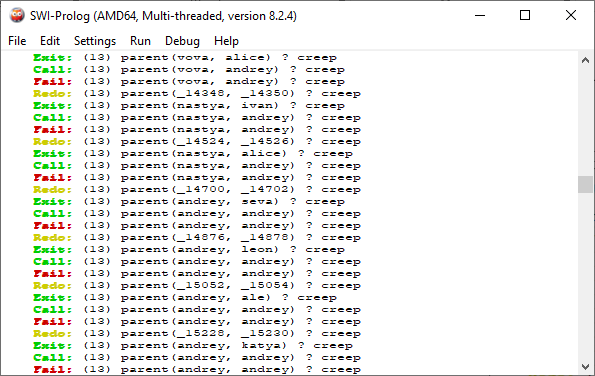 SWI-Prolog (AMD64, Multi-threaded, version 8.2.4)
File Edit Settings Run Debug Help
Exit: (13) parent(vova, alice) ? creep
Call: (13) parent(vova, andrey) ? creep
Fail: (13) parent(vova, andrey) ? creep
Redo: (13) parent(_14348, _14350) ? creep
Exit: (13) parent(nastya, ivan) ? creep
Call: (13) parent(nastya, andrey) ? creep
Fail: (13) parent(nastya, andrey) ? creep
Redo: (13) parent(_14524, _14526) ? creep
Exit: (13) parent(nastya, alice) ? creep
Call: (13) parent(nastya, andrey) ? creep
Fail: (13) parent(nastya, andrey) ? creep
Redo: (13) parent(_14700, _14702) ? creep
Exit: (13) parent(andrey, seva) ? creep
Call: (13) parent(andrey, andrey) ? creep
Fail: (13) parent(andrey, andrey) ? creep
Redo: (13) parent(_14876, _14878) ? creep
Exit: (13) parent(andrey, leon) ? creep
Call: (13) parent(andrey, andrey) ? creep
Fail: (13) parent(andrey, andrey) ? creep
Redo: (13) parent(_15052, _15054) ? creep
Exit: (13) parent(andrey, ale) ? creep
Call: (13) parent(andrey, andrey) ? creep
Fail: (13) parent(andrey, andrey) ? creep
Redo: (13) parent(_15228, _15230) ? creep
Exit: (13) parent(andrey, katya) ? creep
Call: (13) parent(andrey, andrey) ? creep
Fail: (13) parent(andrey, andrey) ? creep